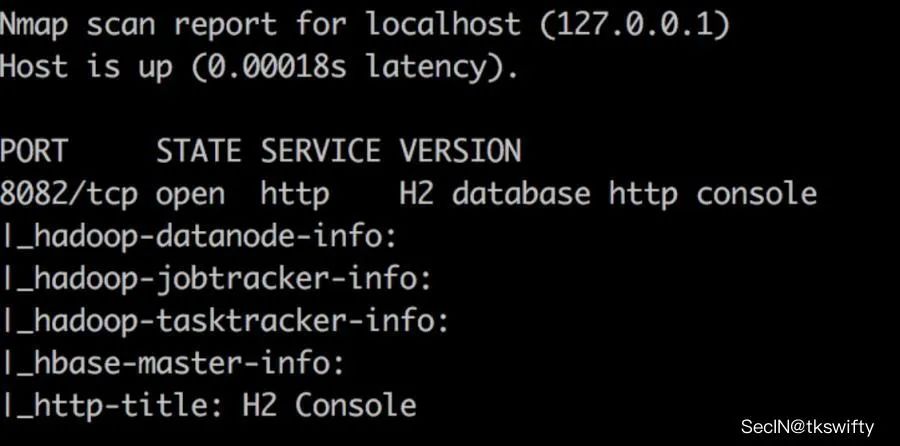 Nmap scan report for localhost (127.0.0.1)
Host is up (0.00018s latency).
PORT     STATE SERVICE VERSION
8082/tcp open  http    H2 database http console
|_hadoop-datanode-info:
|_hadoop-jobtracker-info:
|_hadoop-tasktracker-info:
|_hbase-master-info:
|_http-title: H2 Console
SecIN@tkswifty